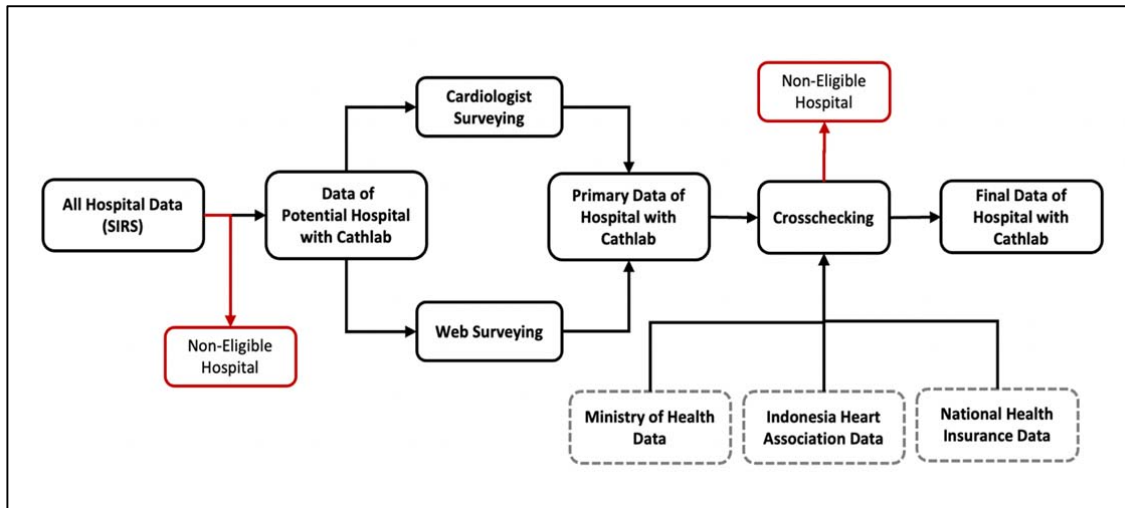 All Hospital Data
(SIRS)
Non-Eligible
Hospital
Data of
Potential Hospital
with Cathlab
Cardiologist
Surveying
Web Surveying
Primary Data of
Hospital with
Cathlab
Non-Eligible
Hospital
Crosschecking
Final Data of
Hospital with
Cathlab
Ministry of Health
Data
Indonesia Heart
Association Data
National Health
Insurance Data